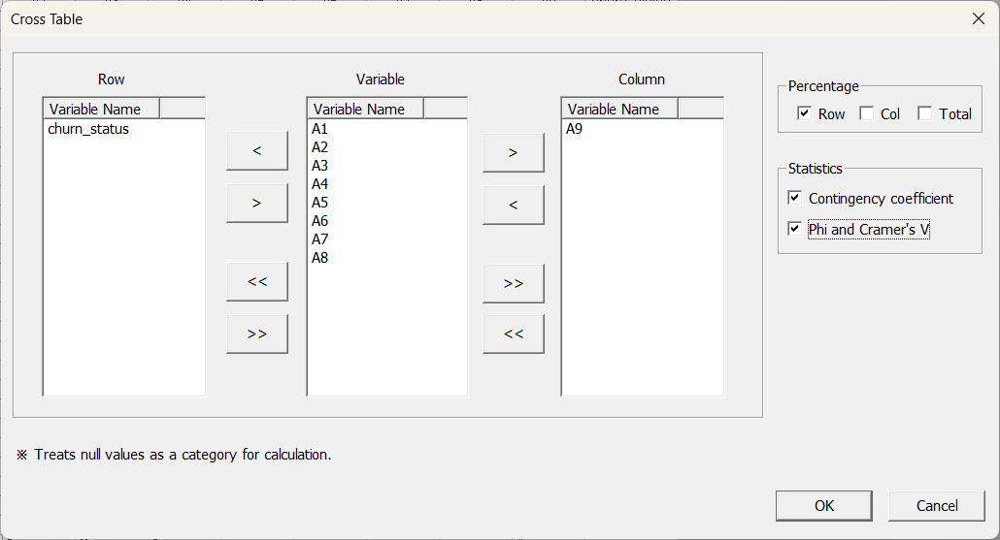 Cross Table
Row
Variable
Column
Variable Name
churn_status
<
>
<<
>>
Variable Name
A1
A2
A3
A4
A5
A6
A7
A8
>
<
>>
<<
Variable Name
A9
Percentage
Row Col Total
Statistics
Contingency coefficient
Phi and Cramer's V
※ Treats null values as a category for calculation.
OK Cancel